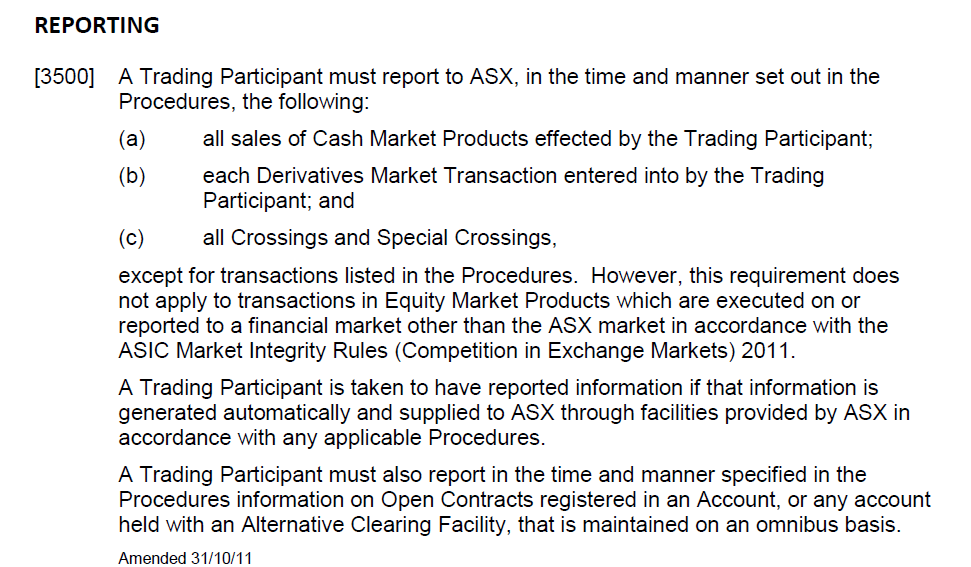 REPORTING
[3500] A Trading Participant must report to ASX, in the time and manner set out in the
Procedures, the following:
(a) all sales of Cash Market Products effected by the Trading Participant;
(b) each Derivatives Market Transaction entered into by the Trading
Participant; and
(c) all Crossings and Special Crossings,
except for transactions listed in the Procedures. However, this requirement does
not apply to transactions in Equity Market Products which are executed on or
reported to a financial market other than the ASX market in accordance with the
ASIC Market Integrity Rules (Competition in Exchange Markets) 2011.
A Trading Participant is taken to have reported information if that information is
generated automatically and supplied to ASX through facilities provided by ASX in
accordance with any applicable Procedures.
A Trading Participant must also report in the time and manner specified in the
Procedures information on Open Contracts registered in an Account, or any account
held with an Alternative Clearing Facility, that is maintained on an omnibus basis.
Amended 31/10/11